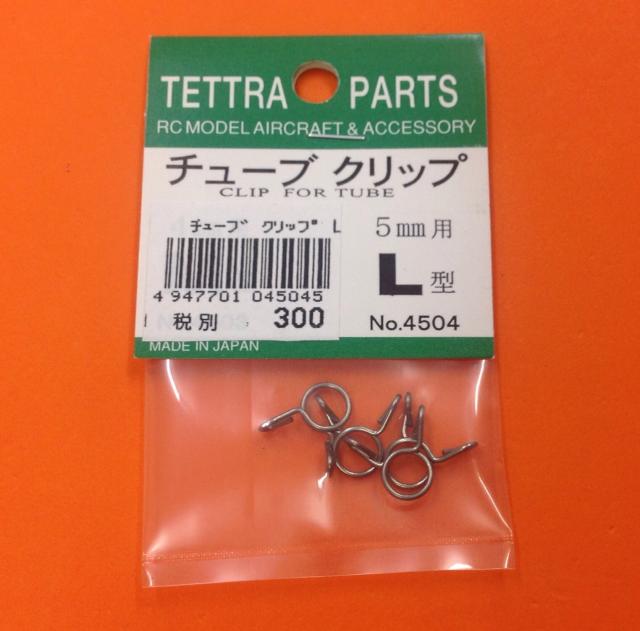 TETTRA PARTS
RC MODEL AIRCRAFT & ACCESSORY
チューブ クリップ
CLIP FOR TUBE
チューブ クリップ L
4 947701 045045
税別 300
5mm用
L型
No.4504
MADE IN JAPAN